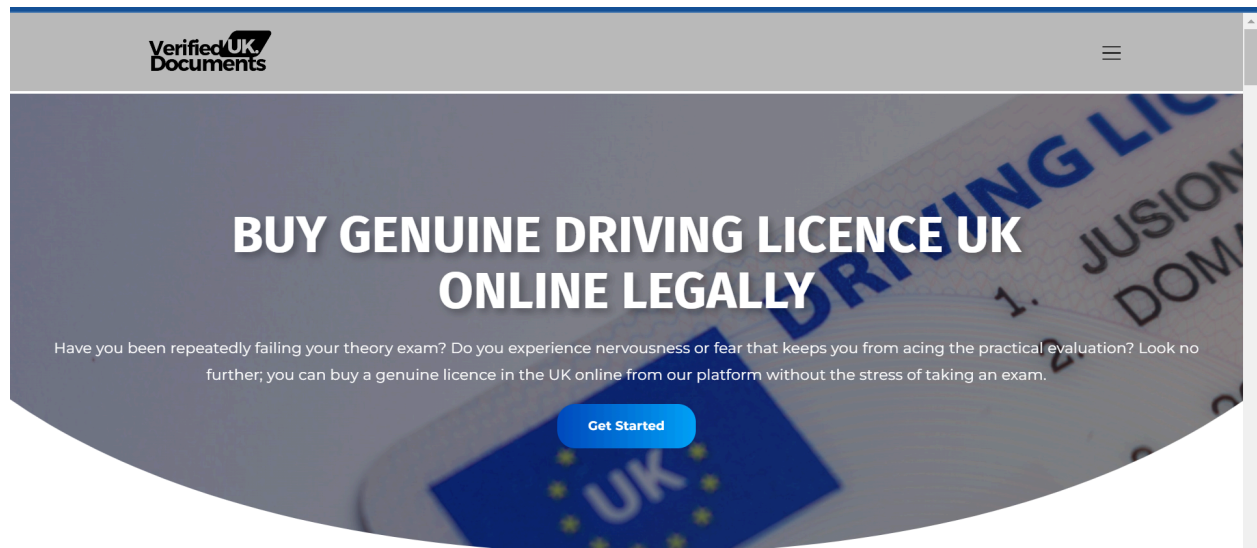 Verified UK.
Documents
BUY GENUINE DRIVING LICENCE UK
ONLINE LEGALLY
Have you been repeatedly failing your theory exam? Do you experience nervousness or fear that keeps you from acing the practical evaluation? Look no
further; you can buy a genuine licence in the UK online from our platform without the stress of taking an exam.
Get Started
DRIVING LIC
1. JUSION
2. DOMA
UK